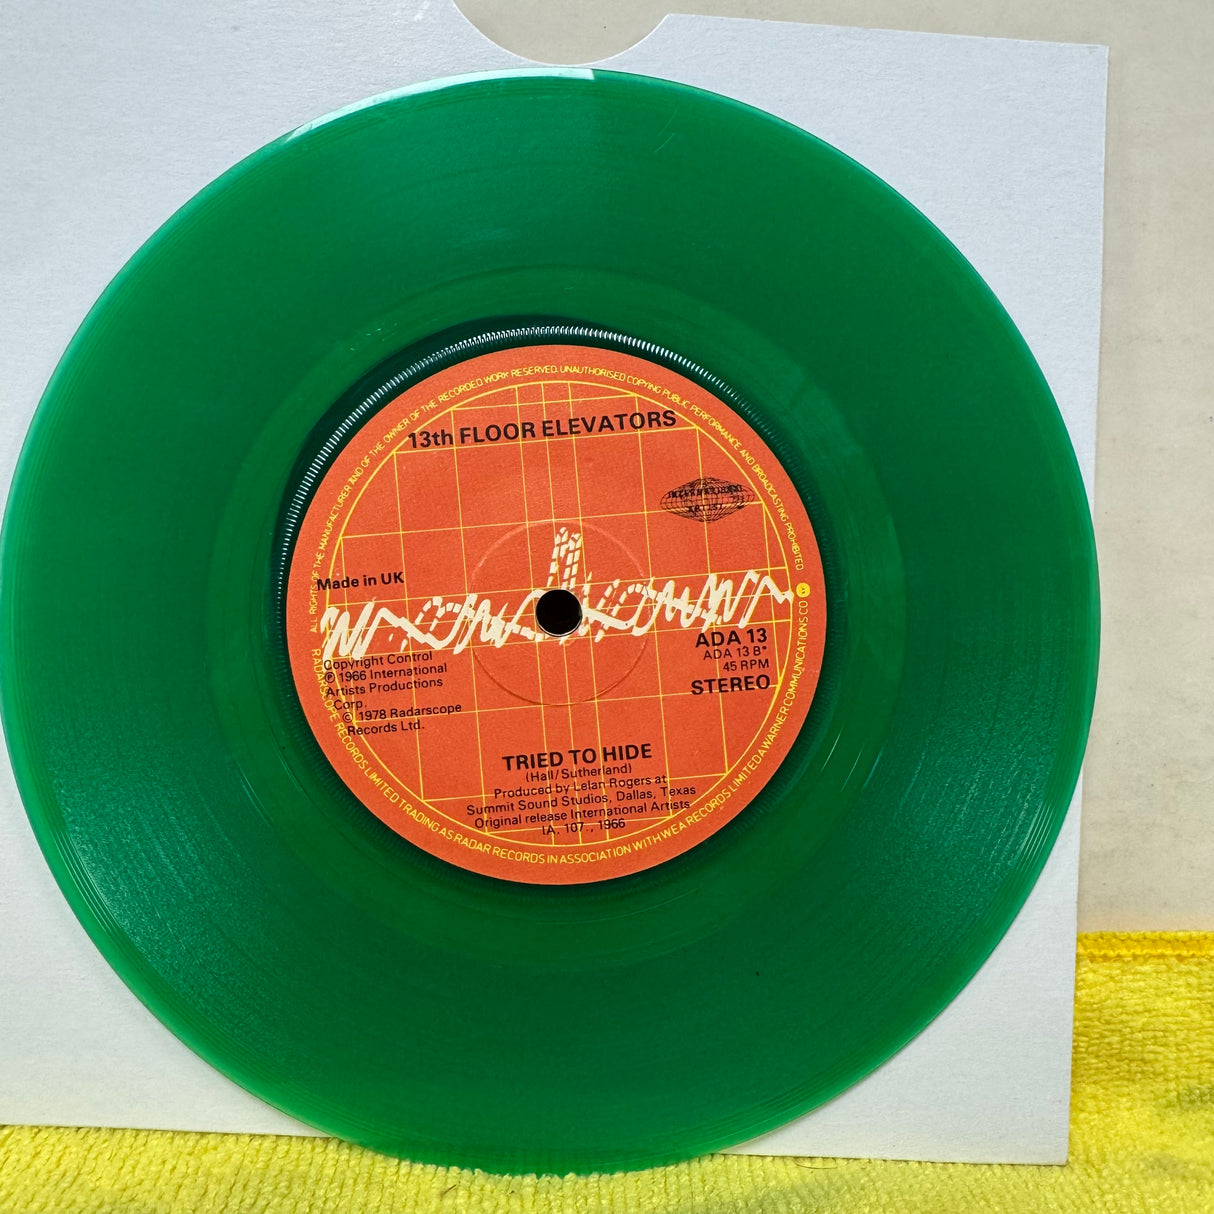 ALL RIGHTS OF THE MANUFACTURER AND OF THE OWNER OF THE RECORDED WORK RESERVED. UNAUTHORISED COPYING PUBLIC PERFORMANCE AND BROADCASTING PROHIBITED
13th FLOOR ELEVATORS
Made in UK
ADA 13
ADA 13 B*
45 RPM
STEREO
Copyright Control
℗ 1966 International
Artists Productions
Corp.
© 1978 Radarscope
Records Ltd.
TRIED TO HIDE
(Hall/Sutherland)
Produced by Lelan Rogers at
Summit Sound Studios, Dallas, Texas
Original release International Artists
IA, 107., 1966
RADARSCOPE RECORDS LIMITED TRADING AS RADAR RECORDS IN ASSOCIATION WITH WEA RECORDS LIMITED A WARNER COMMUNICATIONS CO